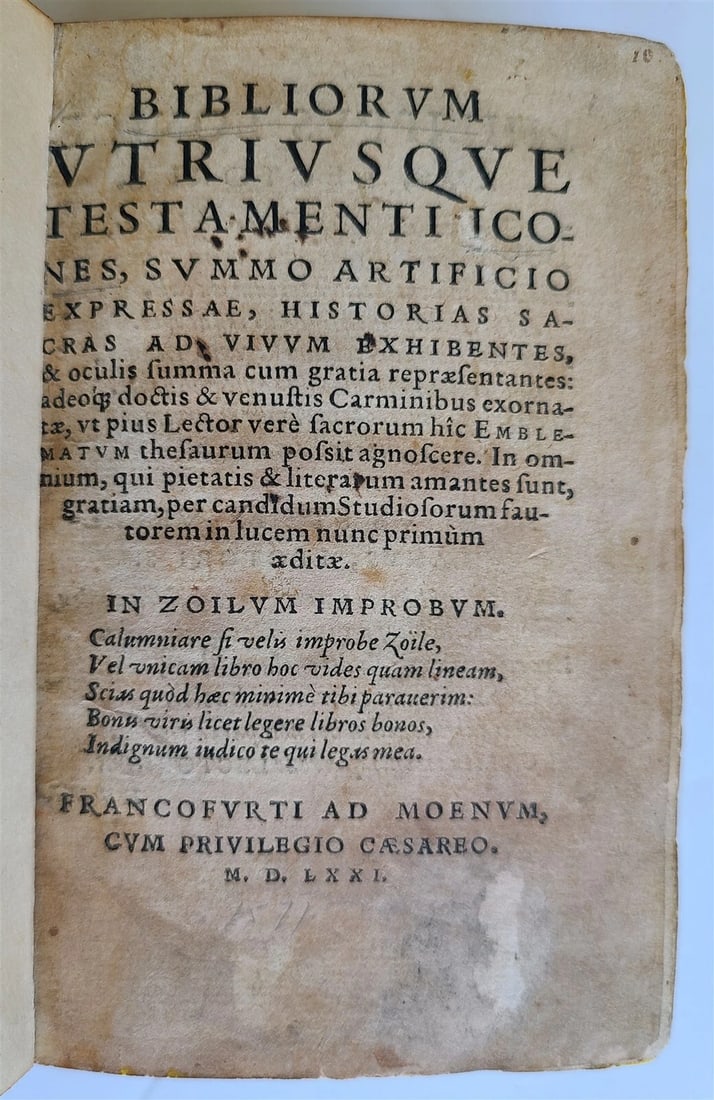 10
BIBLIORVM
VTRIVSQVE
TESTAMENTI ICO-
NES, SVMMO ARTIFICIO
EXPRESSAE, HISTORIAS SA-
CRAS AD VIVVM EXHIBENTES,
& oculis ſumma cum gratia repræſentantes:
adeoq́ꝫ doctis & venuſtis Carminibus exorna-
tæ, vt pius Lector verè ſacrorum hîc EMBLE-
MATVM theſaurum poſsit agnoſcere. In om-
nium, qui pietatis & literarum amantes ſunt,
gratiam, per candidum Studioſorum fau-
torem in lucem nunc primùm
æditæ.
IN ZOILVM IMPROBVM.
Calumniare ſi velis improbe Zoïle,
Vel vnicam libro hoc vides quam lineam,
Scias quòd hæc minimè tibi parauerim:
Bonis viris licet legere libros bonos,
Indignum iudico te qui legas mea.
FRANCOFVRTI AD MOENVM,
CVM PRIVILEGIO CÆSAREO.
M. D. LXXI.
1571